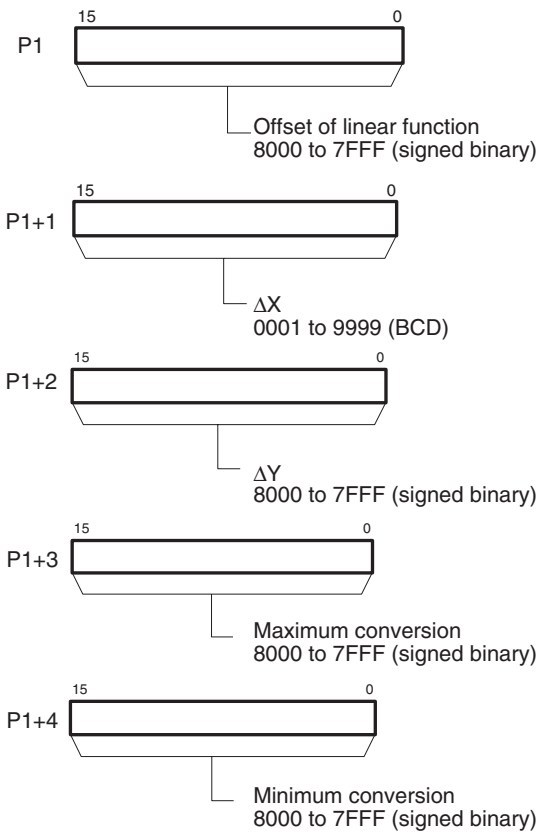 15 0
P1
Offset of linear function
8000 to 7FFF (signed binary)
15 0
P1+1
ΔX
0001 to 9999 (BCD)
15 0
P1+2
ΔY
8000 to 7FFF (signed binary)
15 0
P1+3
Maximum conversion
8000 to 7FFF (signed binary)
15 0
P1+4
Minimum conversion
8000 to 7FFF (signed binary)